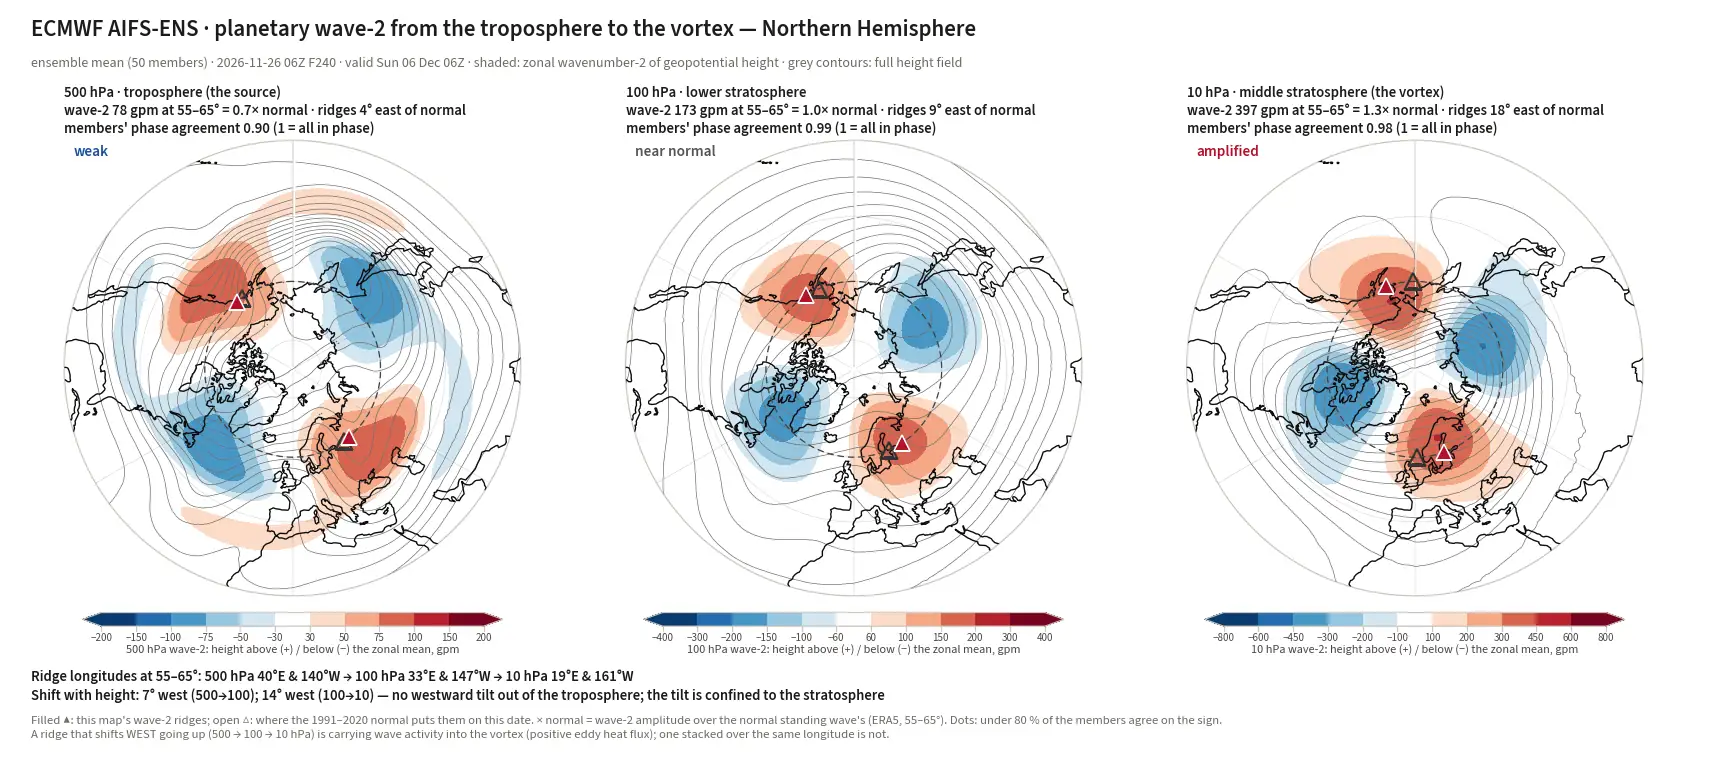 ECMWF AIFS-ENS · planetary wave-2 from the troposphere to the vortex — Northern Hemisphere
ensemble mean (50 members) · 2026-11-26 06Z F240 · valid Sun 06 Dec 06Z · shaded: zonal wavenumber-2 of geopotential height · grey contours: full height field
500 hPa · troposphere (the source)
wave-2 78 gpm at 55–65° = 0.7× normal · ridges 4° east of normal
members' phase agreement 0.90 (1 = all in phase)
weak
100 hPa · lower stratosphere
wave-2 173 gpm at 55–65° = 1.0× normal · ridges 9° east of normal
members' phase agreement 0.99 (1 = all in phase)
near normal
10 hPa · middle stratosphere (the vortex)
wave-2 397 gpm at 55–65° = 1.3× normal · ridges 18° east of normal
members' phase agreement 0.98 (1 = all in phase)
amplified
−200 −150 −100 −75 −50 −30 30 50 75 100 150 200
500 hPa wave-2: height above (+) / below (−) the zonal mean, gpm
−400 −300 −200 −150 −100 −60 60 100 150 200 300 400
100 hPa wave-2: height above (+) / below (−) the zonal mean, gpm
−800 −600 −450 −300 −200 −100 100 200 300 450 600 800
10 hPa wave-2: height above (+) / below (−) the zonal mean, gpm
Ridge longitudes at 55–65°: 500 hPa 40°E & 140°W → 100 hPa 33°E & 147°W → 10 hPa 19°E & 161°W
Shift with height: 7° west (500→100); 14° west (100→10) — no westward tilt out of the troposphere; the tilt is confined to the stratosphere
Filled ▲: this map's wave-2 ridges; open △: where the 1991–2020 normal puts them on this date. × normal = wave-2 amplitude over the normal standing wave's (ERA5, 55–65°). Dots: under 80 % of the members agree on the sign.
A ridge that shifts WEST going up (500 → 100 → 10 hPa) is carrying wave activity into the vortex (positive eddy heat flux); one stacked over the same longitude is not.